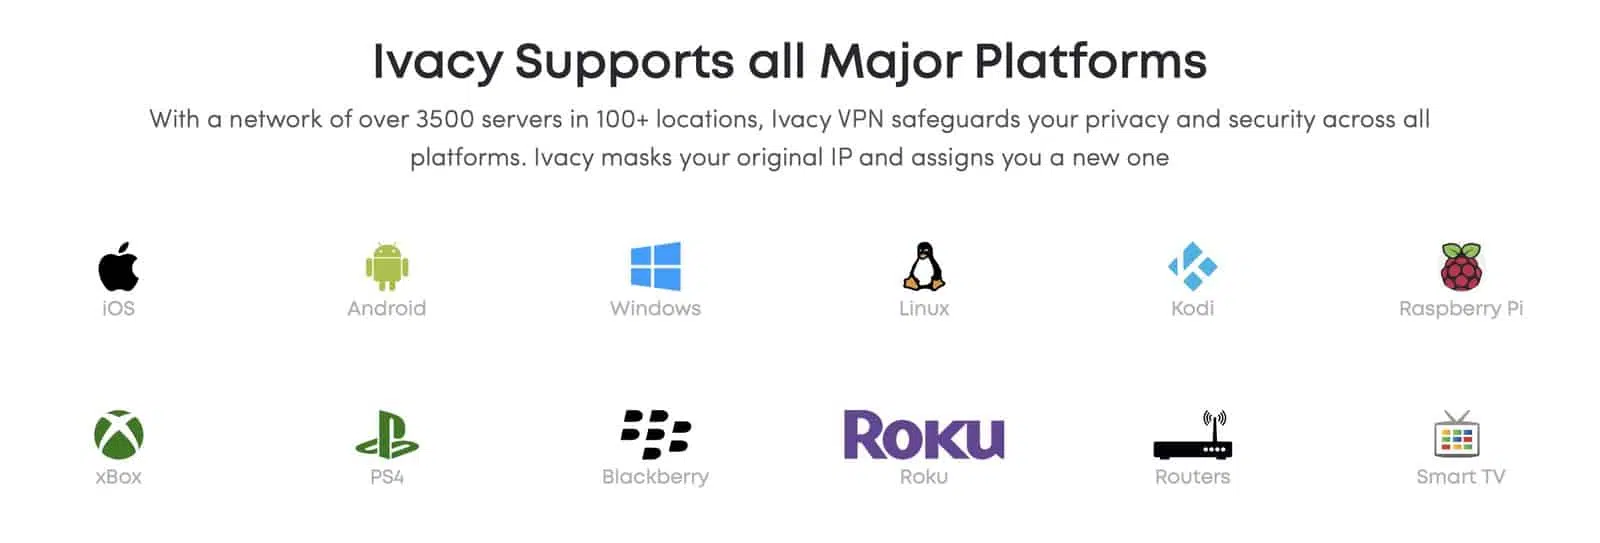 Ivacy Supports all Major Platforms
With a network of over 3500 servers in 100+ locations, Ivacy VPN safeguards your privacy and security across all
platforms. Ivacy masks your original IP and assigns you a new one
iOS
Android
Windows
Linux
Kodi
Raspberry Pi
ROKU
xBox
PS4
Blackberry
Roku
Routers
Smart TV